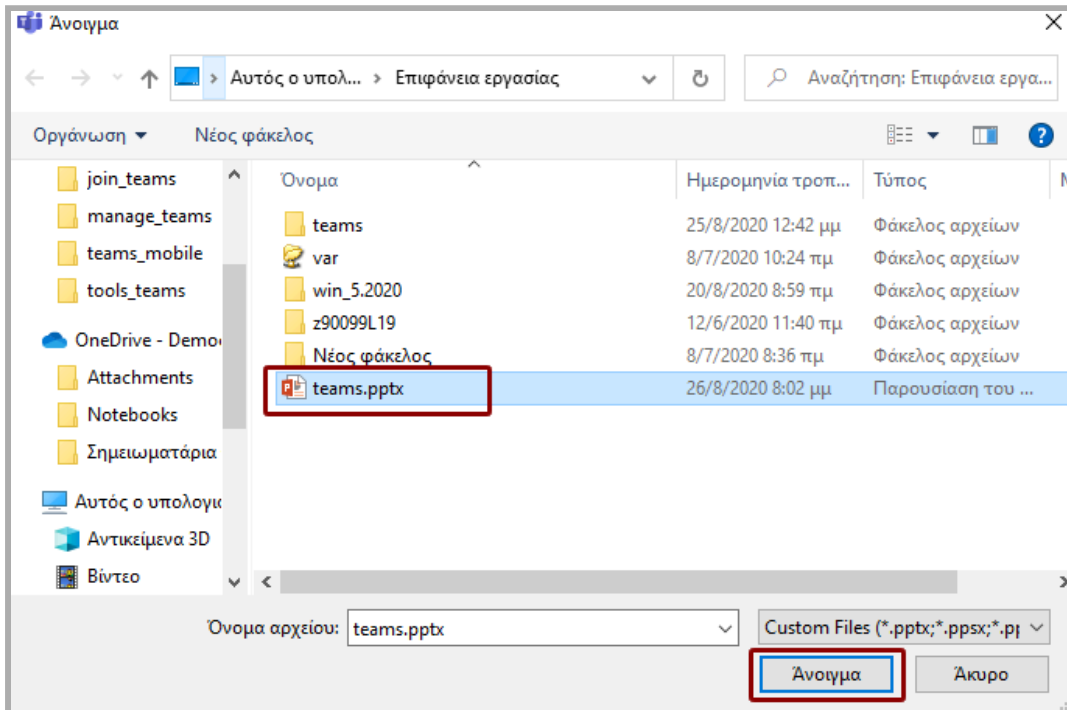 Άνοιγμα
Αυτός ο υπολ... > Επιφάνεια εργασίας
Αναζήτηση: Επιφάνεια εργα...
Οργάνωση Νέος φάκελος
join_teams
manage_teams
teams_mobile
tools_teams
OneDrive - Demo
Attachments
Notebooks
Σημειωματάρια
Αυτός ο υπολογι
Αντικείμενα 3D
Βίντεο
Όνομα Ημερομηνία τροπ... Τύπος
teams 25/8/2020 12:42 μμ Φάκελος αρχείων
var 8/7/2020 10:24 πμ Φάκελος αρχείων
win_5.2020 20/8/2020 8:59 πμ Φάκελος αρχείων
z90099L19 12/6/2020 11:40 πμ Φάκελος αρχείων
Νέος φάκελος 8/7/2020 8:36 πμ Φάκελος αρχείων
teams.pptx 26/8/2020 8:02 μμ Παρουσίαση του ...
Όνομα αρχείου: teams.pptx Custom Files (*.pptx;*.ppsx;*.p
Άνοιγμα Άκυρο